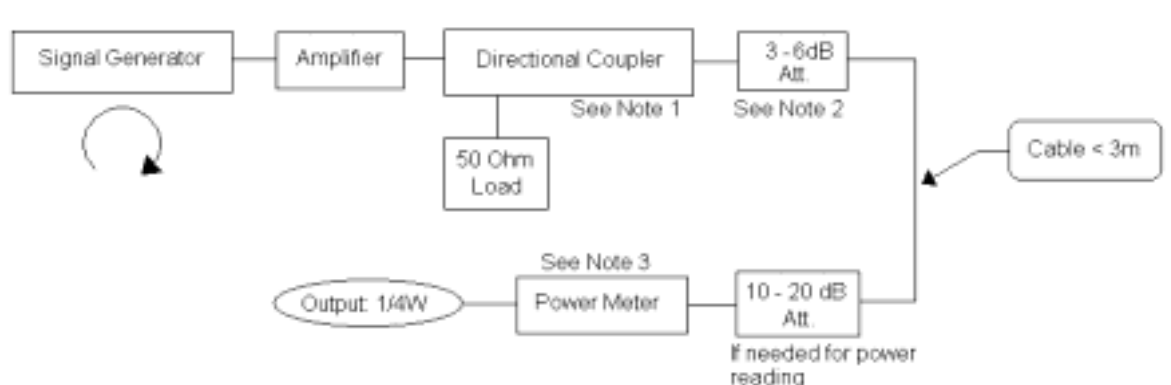 Signal Generator
Amplifier
Directional Coupler
3 - 6dB
Att.
See Note 1
See Note 2
50 Ohm
Load
Cable < 3m
See Note 3
Output: 1/4W
Power Meter
10 - 20 dB
Att.
If needed for power
reading